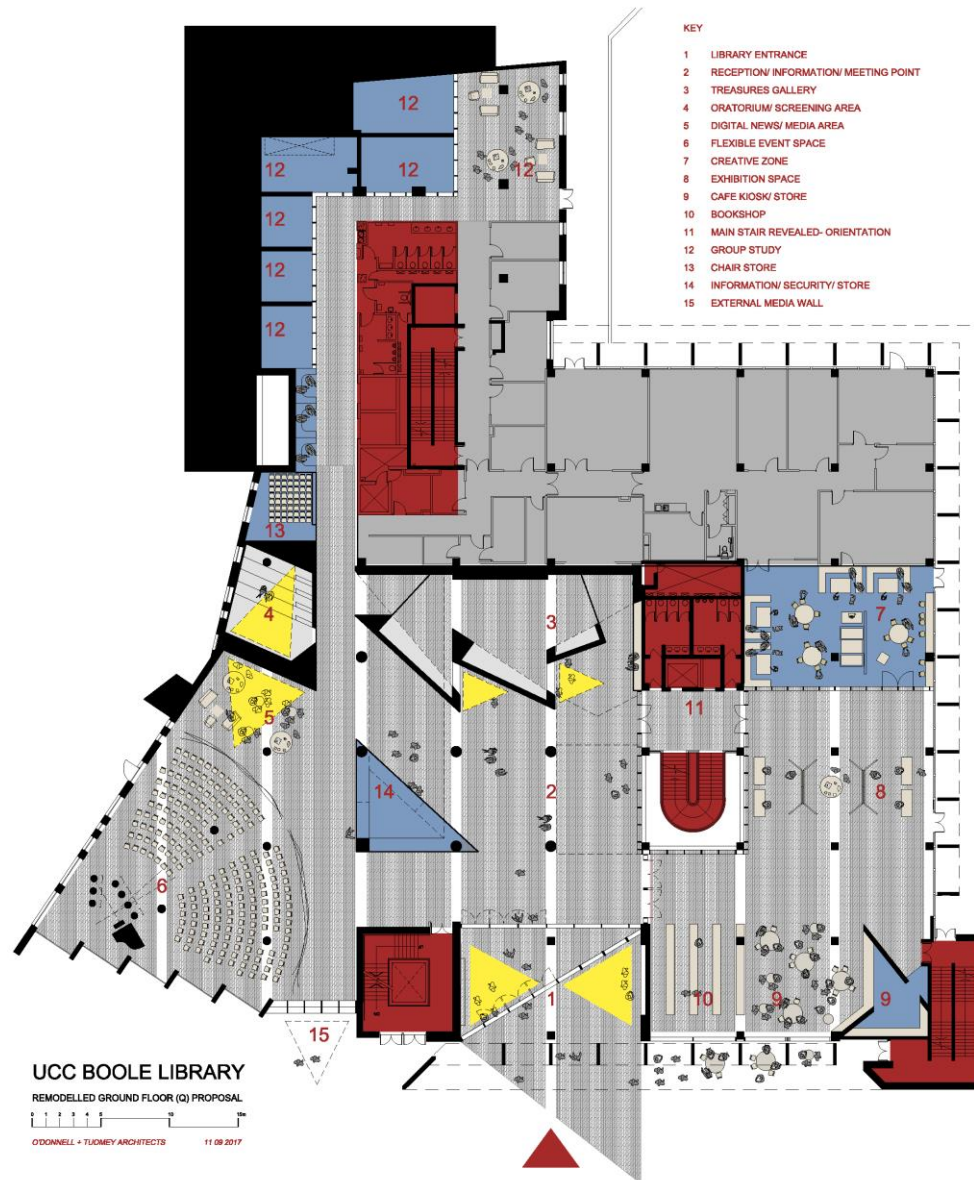 KEY
1 LIBRARY ENTRANCE
2 RECEPTION/ INFORMATION/ MEETING POINT
3 TREASURES GALLERY
4 ORATORIUM/ SCREENING AREA
5 DIGITAL NEWS/ MEDIA AREA
6 FLEXIBLE EVENT SPACE
7 CREATIVE ZONE
8 EXHIBITION SPACE
9 CAFE KIOSK/ STORE
10 BOOKSHOP
11 MAIN STAIR REVEALED- ORIENTATION
12 GROUP STUDY
13 CHAIR STORE
14 INFORMATION/ SECURITY/ STORE
15 EXTERNAL MEDIA WALL
12
12
12
12
12
12
12
13
4
3
7
5
11
14
2
8
6
1
10
9
9
15
UCC BOOLE LIBRARY
REMODELLED GROUND FLOOR (Q) PROPOSAL
0 1 2 3 4 5 10 15m
O'DONNELL + TUOMEY ARCHITECTS 11 09 2017